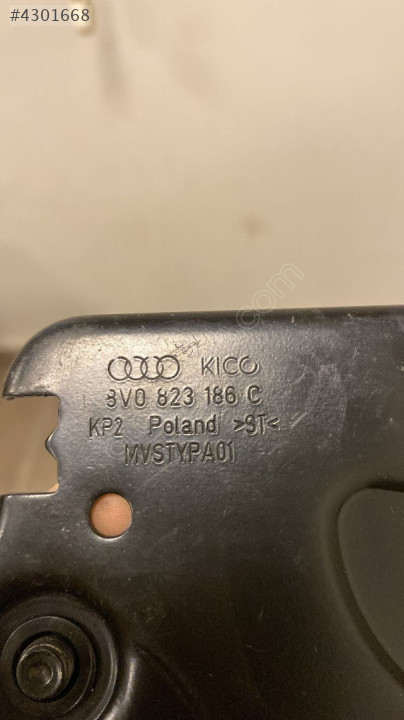 #4301668
KICO
8V0 823 186 C
KP2 Poland >ST<
MVSTYPA01